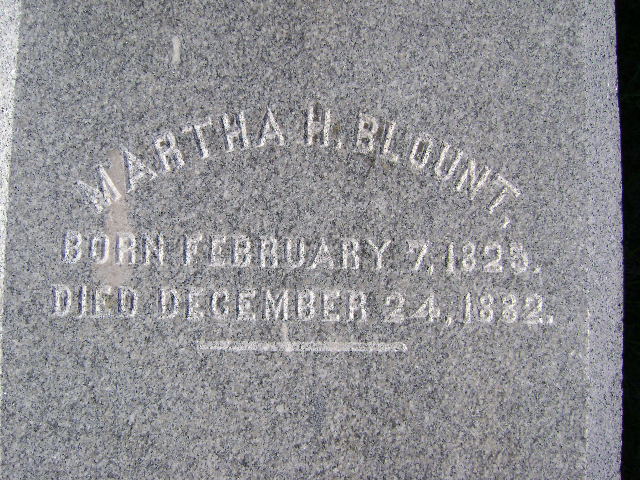 MARTHA H. BLOUNT,
BORN FEBRUARY 7, 1825.
DIED DECEMBER 24, 1882.